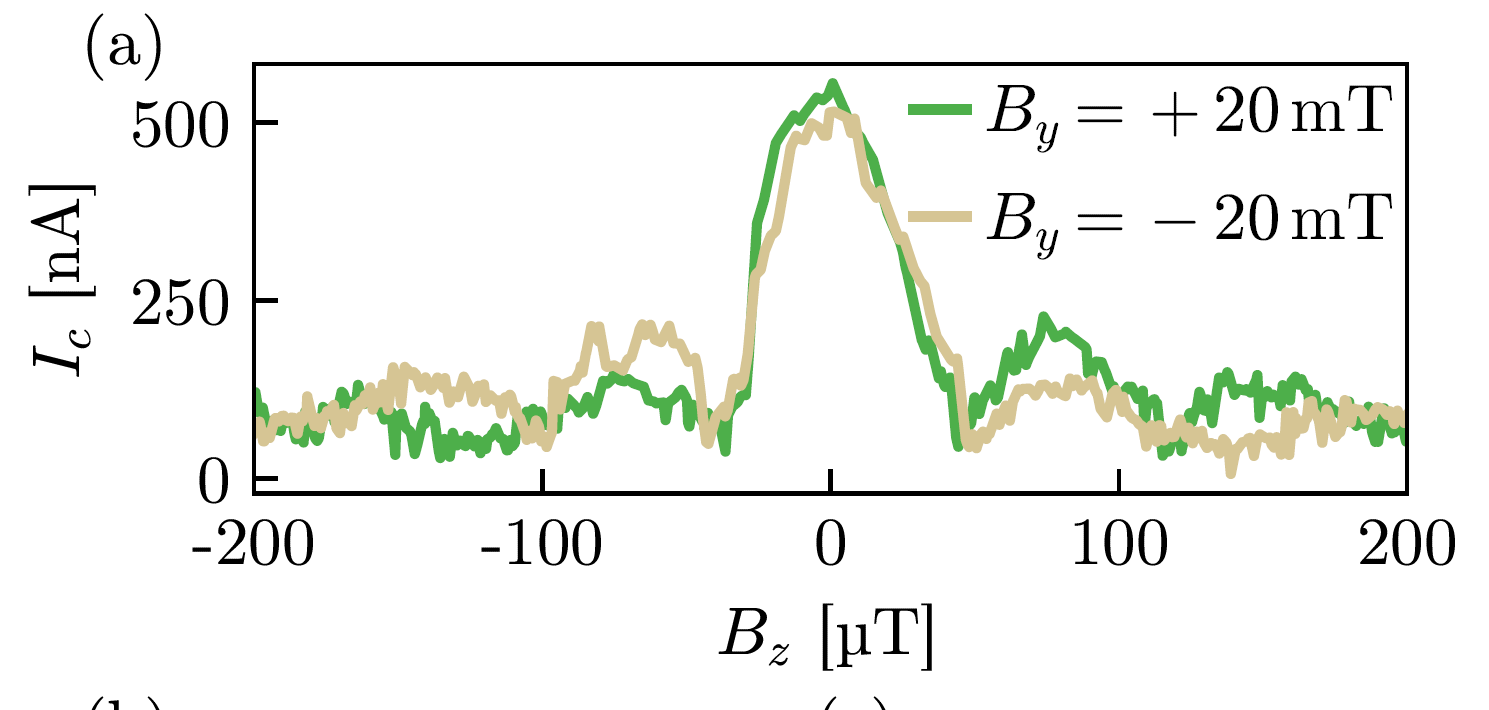 (a)
500
250
0
I_c [nA]
B_y = + 20 mT
B_y = − 20 mT
-200 -100 0 100 200
B_z [µT]